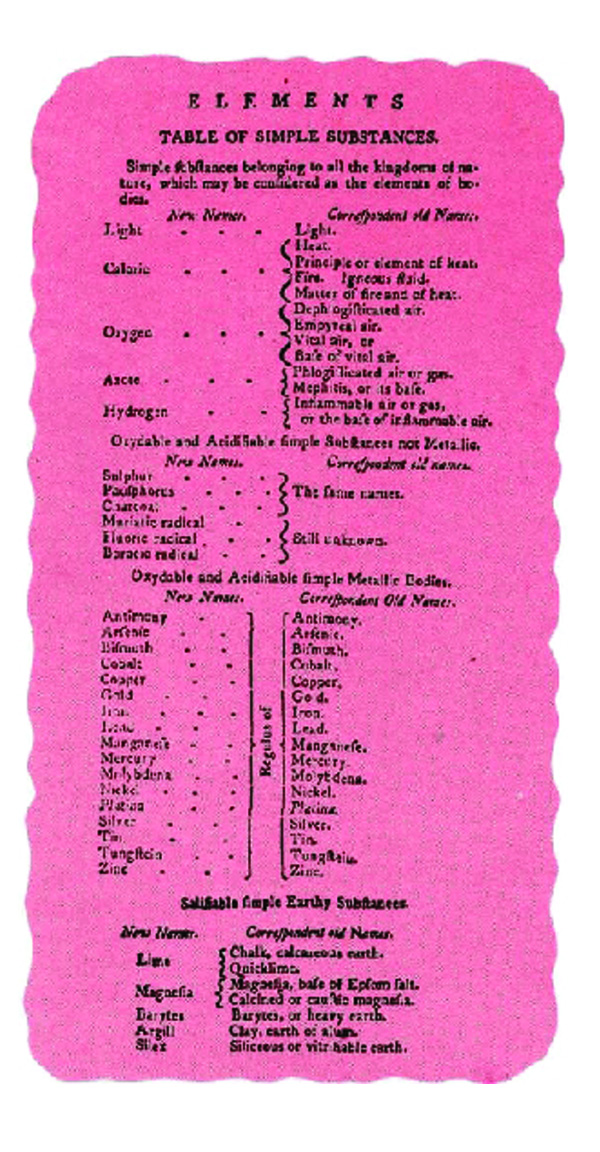 ELEMENTS
TABLE OF SIMPLE SUBSTANCES.
Simple ſubſtances belonging to all the kingdoms of na-
ture, which may be conſidered as the elements of bo-
dies.
New Names. Correſpondent old Names.
Light - - - Light.
Caloric - - - Heat.
Principle or element of heat.
Fire. Igneous fluid.
Matter of fire and of heat.
Oxygen - - - Dephlogiſticated air.
Empyreal air.
Vital air, or
Baſe of vital air.
Azote - - - Phlogiſticated air or gas.
Mephitis, or its baſe.
Hydrogen - - Inflammable air or gas,
or the baſe of inflammable air.
Oxydable and Acidifiable ſimple Subſtances not Metallic.
New Names. Correſpondent old names.
Sulphur - - -
Phoſphorus - - - The ſame names.
Charcoal - - -
Muriatic radical -
Fluoric radical - - Still unknown.
Boracic radical - -
Oxydable and Acidifiable ſimple Metallic Bodies.
New Names. Correſpondent Old Names.
Regulus of
Antimony - - Antimony.
Arſenic - - Arſenic.
Biſmuth - - Biſmuth.
Cobalt - - Cobalt.
Copper - - Copper.
Gold - - Gold.
Iron - - Iron.
Lead - - Lead.
Manganeſe - - Manganeſe.
Mercury - - Mercury.
Molybdena - - Molybdena.
Nickel - - Nickel.
Platina - - Platina.
Silver - - Silver.
Tin - - Tin.
Tungſtein - - Tungſtein.
Zinc - - Zinc.
Salifiable ſimple Earthy Subſtances.
New Names. Correſpondent old Names.
Lime Chalk, calcareous earth.
Quicklime.
Magneſia Magneſia, baſe of Epſom ſalt.
Calcined or cauſtic magneſia.
Barytes Barytes, or heavy earth.
Argill Clay, earth of alum.
Silex Siliceous or vitrifiable earth.